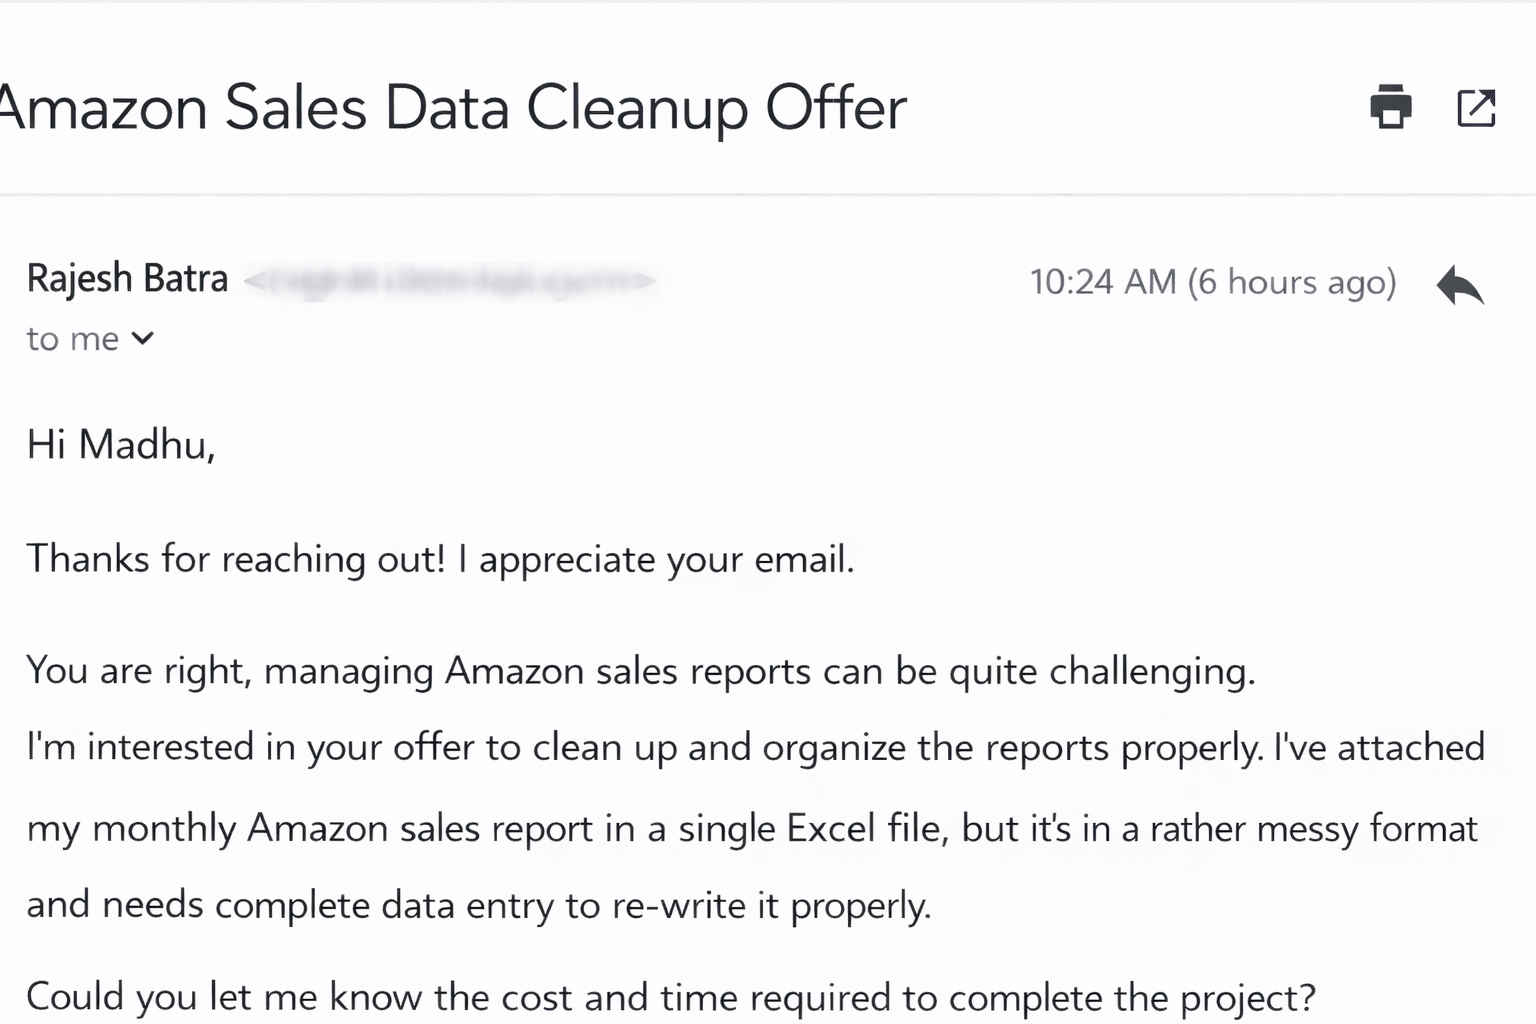 Amazon Sales Data Cleanup Offer
Rajesh Batra
10:24 AM (6 hours ago)
to me
Hi Madhu,
Thanks for reaching out! I appreciate your email.
You are right, managing Amazon sales reports can be quite challenging.
I'm interested in your offer to clean up and organize the reports properly. I've attached
my monthly Amazon sales report in a single Excel file, but it's in a rather messy format
and needs complete data entry to re-write it properly.
Could you let me know the cost and time required to complete the project?